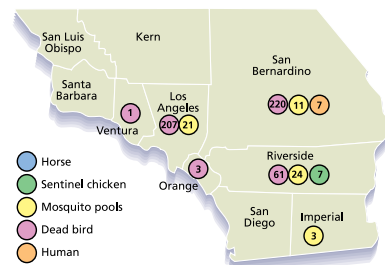 San Luis
Obispo
Kern
San
Bernardino
Santa
Barbara
Los
Angeles
220 11 7
1
207 21
Ventura
Riverside
3
61 24 7
Orange
Horse
Sentinel chicken
Mosquito pools
Dead bird
Human
San
Diego
Imperial
3